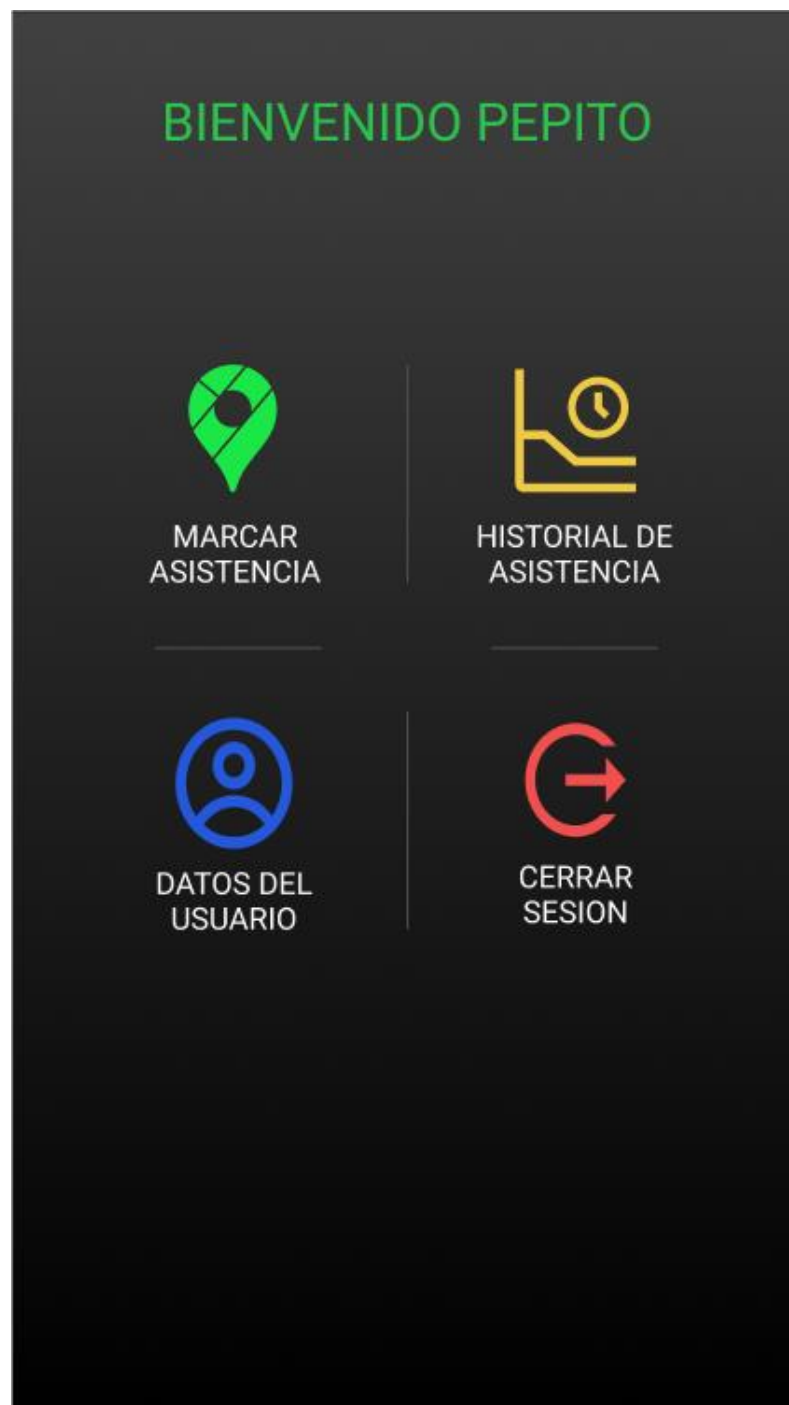 BIENVENIDO PEPITO
MARCAR
ASISTENCIA
HISTORIAL DE
ASISTENCIA
DATOS DEL
USUARIO
CERRAR
SESION